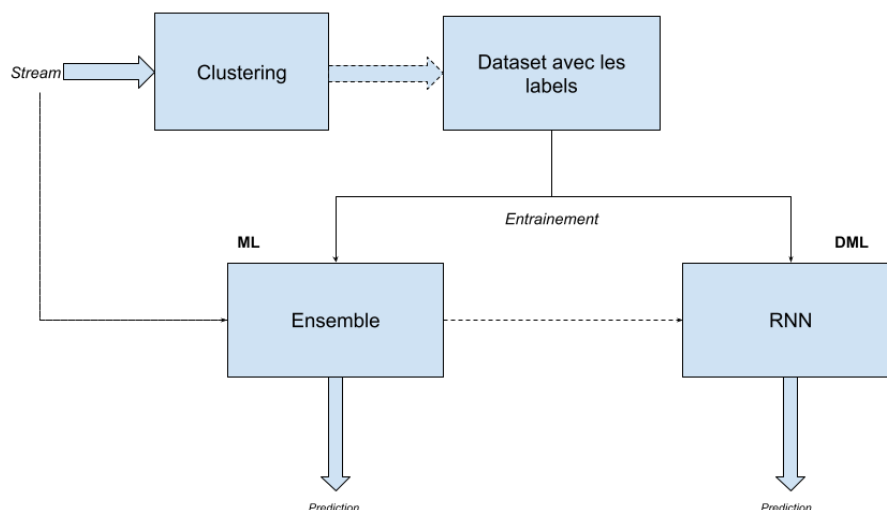 Stream
Clustering
Dataset avec les
labels
Entrainement
ML
DML
Ensemble
RNN
Prediction
Prediction